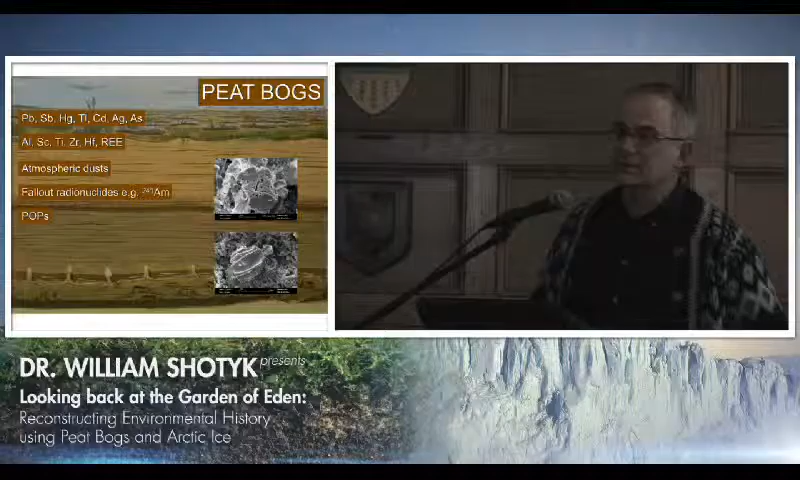 PEAT BOGS
Pb, Sb, Hg, Tl, Cd, Ag, As
Al, Sc, Ti, Zr, Hf, REE
Atmospheric dusts
Fallout radionuclides e.g. ²⁴¹Am
POPs
DR. WILLIAM SHOTYK presents
Looking back at the Garden of Eden:
Reconstructing Environmental History
using Peat Bogs and Arctic Ice